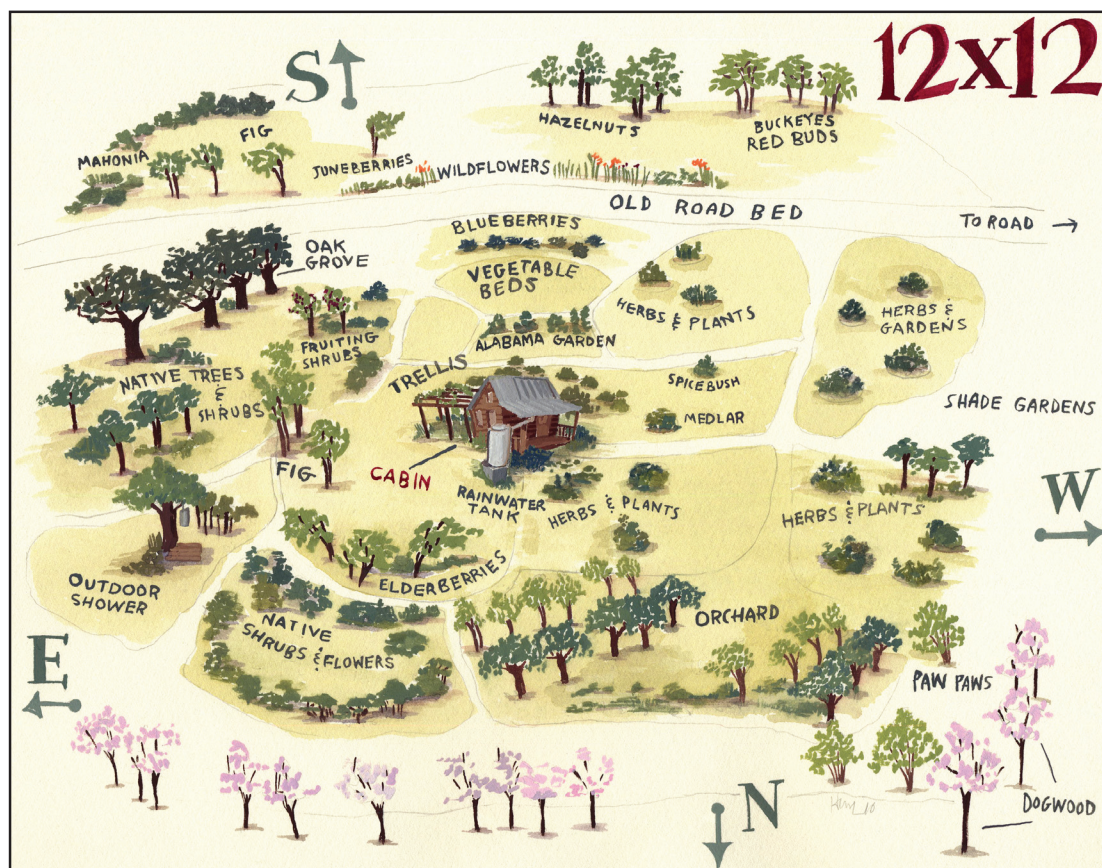 12x12
S
HAZELNUTS
BUCKEYES
RED BUDS
FIG
MAHONIA
JUNEBERRIES
WILDFLOWERS
OLD ROAD BED
TO ROAD
BLUEBERRIES
OAK
GROVE
VEGETABLE
BEDS
HERBS & PLANTS
HERBS &
GARDENS
FRUITING
SHRUBS
ALABAMA GARDEN
TRELLIS
NATIVE TREES
&
SHRUBS
SPICEBUSH
MEDLAR
SHADE GARDENS
FIG
CABIN
RAINWATER
TANK
HERBS & PLANTS
HERBS & PLANTS
W
OUTDOOR
SHOWER
ELDERBERRIES
NATIVE
SHRUBS & FLOWERS
ORCHARD
E
PAW PAWS
N
DOGWOOD